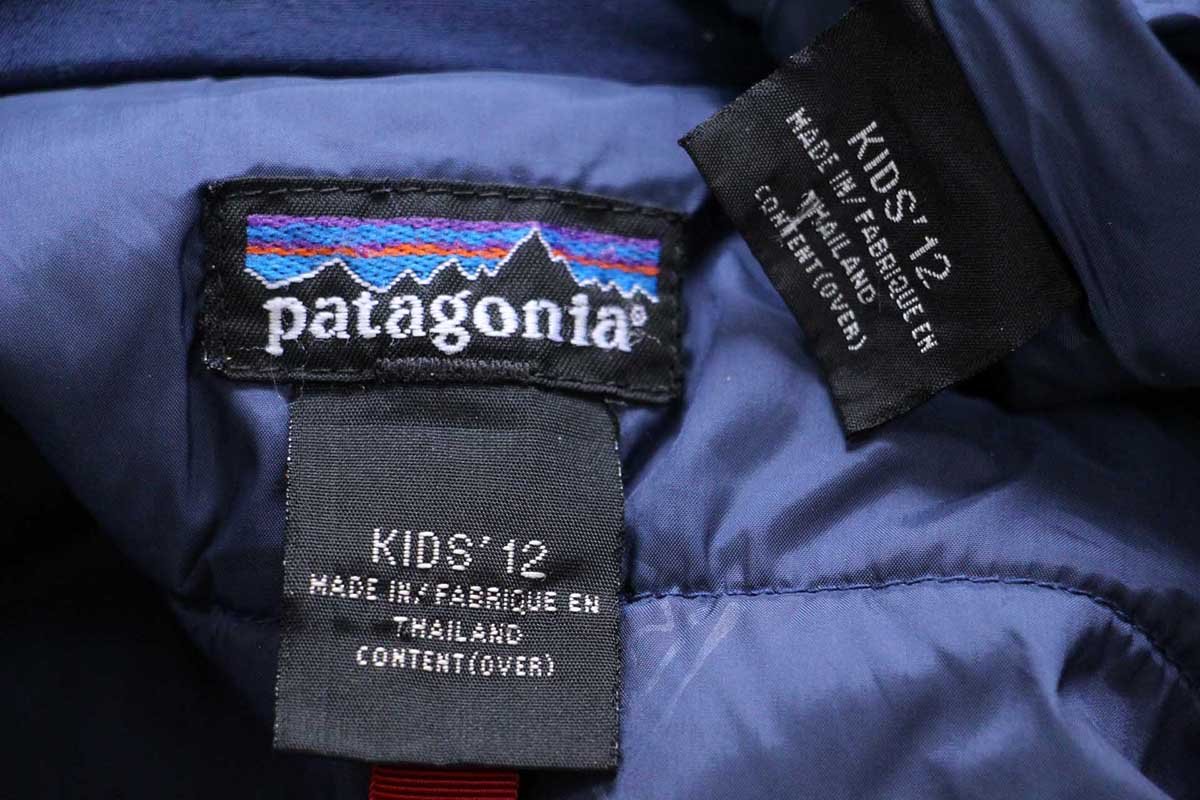 patagonia®
KIDS' 12
MADE IN/FABRIQUE EN
THAILAND
CONTENT(OVER)
KIDS' 12
MADE IN/FABRIQUE EN
THAILAND
CONTENT(OVER)